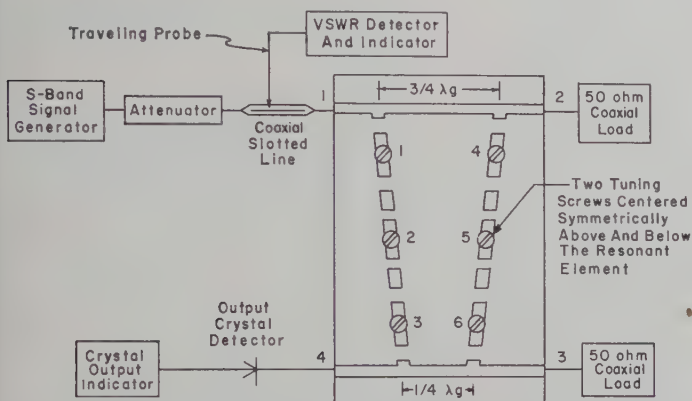 Traveling Probe
VSWR Detector
And Indicator
S-Band
Signal
Generator
Attenuator
Coaxial
Slotted
Line
1
3/4 λg
2
50 ohm
Coaxial
Load
1
4
2
5
3
6
Two Tuning
Screws Centered
Symmetrically
Above And Below
The Resonant
Element
Output
Crystal
Detector
Crystal
Output
Indicator
4
1/4 λg
3
50 ohm
Coaxial
Load